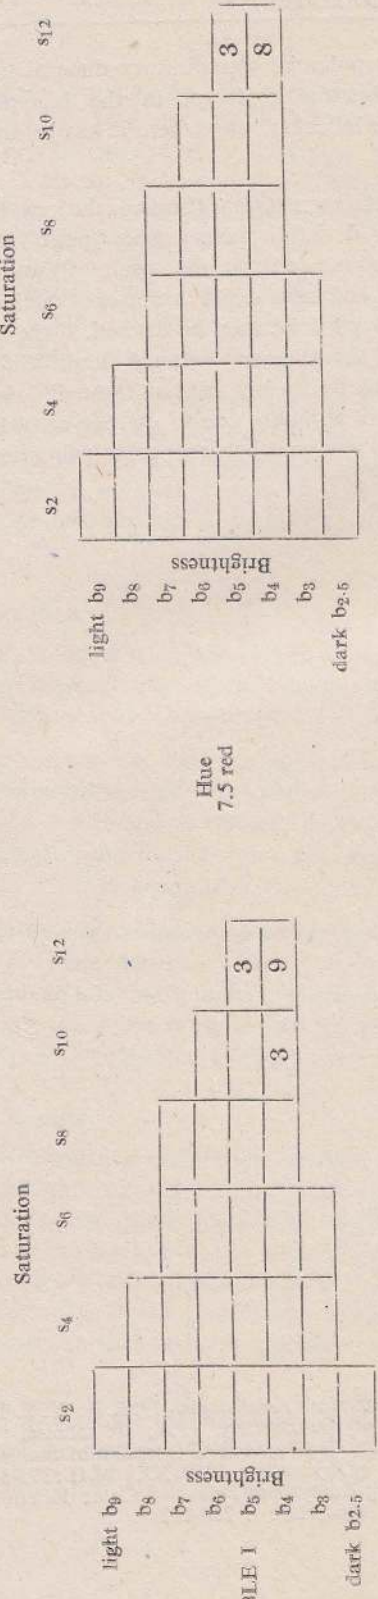 Saturation
s2 s4 s6 s8 s10 s12
light b9
b8
b7
b6
b5 3
b4 3 9
b3
dark b2.5
Brightness
BLE I
Hue
7.5 red
Saturation
s2 s4 s6 s8 s10 s12
light b9
b8
b7
b6
b5 3
b4 8
b3
dark b2.5
Brightness